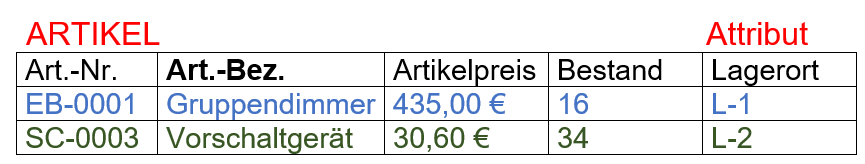 ARTIKEL Attribut
Art.-Nr. Art.-Bez. Artikelpreis Bestand Lagerort
EB-0001 Gruppendimmer 435,00 € 16 L-1
SC-0003 Vorschaltgerät 30,60 € 34 L-2